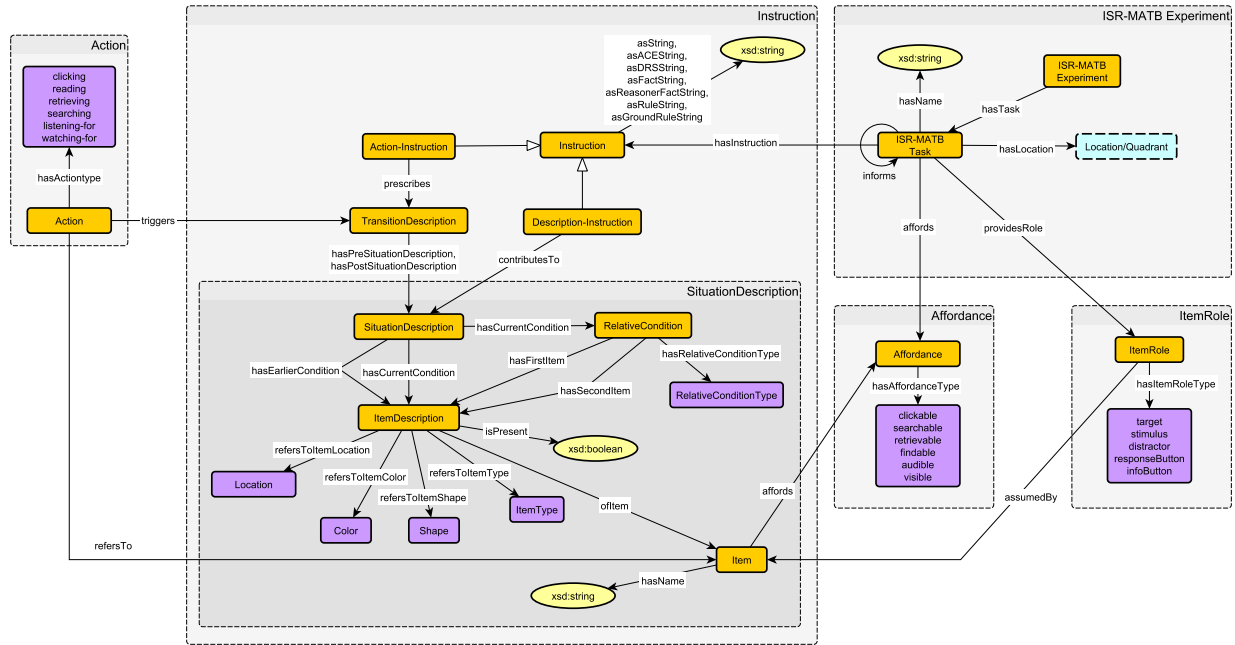 Instruction
ISR-MATB Experiment
Action
clicking
reading
retrieving
searching
listening-for
watching-for
hasActiontype
Action
triggers
refersTo
asString,
asACEString,
asDRSString,
asFactString,
asReasonerFactString,
asRuleString,
asGroundRuleString
xsd:string
Action-Instruction
Instruction
hasInstruction
prescribes
TransitionDescription
Description-Instruction
hasPreSituationDescription,
hasPostSituationDescription
contributesTo
xsd:string
ISR-MATB
Experiment
hasName
hasTask
ISR-MATB
Task
hasLocation
Location/Quadrant
informs
affords
providesRole
SituationDescription
SituationDescription
hasCurrentCondition
RelativeCondition
hasEarlierCondition
hasCurrentCondition
hasFirstItem
hasSecondItem
hasRelativeConditionType
RelativeConditionType
ItemDescription
isPresent
xsd:boolean
refersToItemLocation
refersToItemColor
refersToItemShape
refersToItemType
ofItem
Location
Color
Shape
ItemType
Item
hasName
xsd:string
affords
Affordance
Affordance
hasAffordanceType
clickable
searchable
retrievable
findable
audible
visible
ItemRole
ItemRole
hasItemRoleType
target
stimulus
distractor
responseButton
infoButton
assumedBy